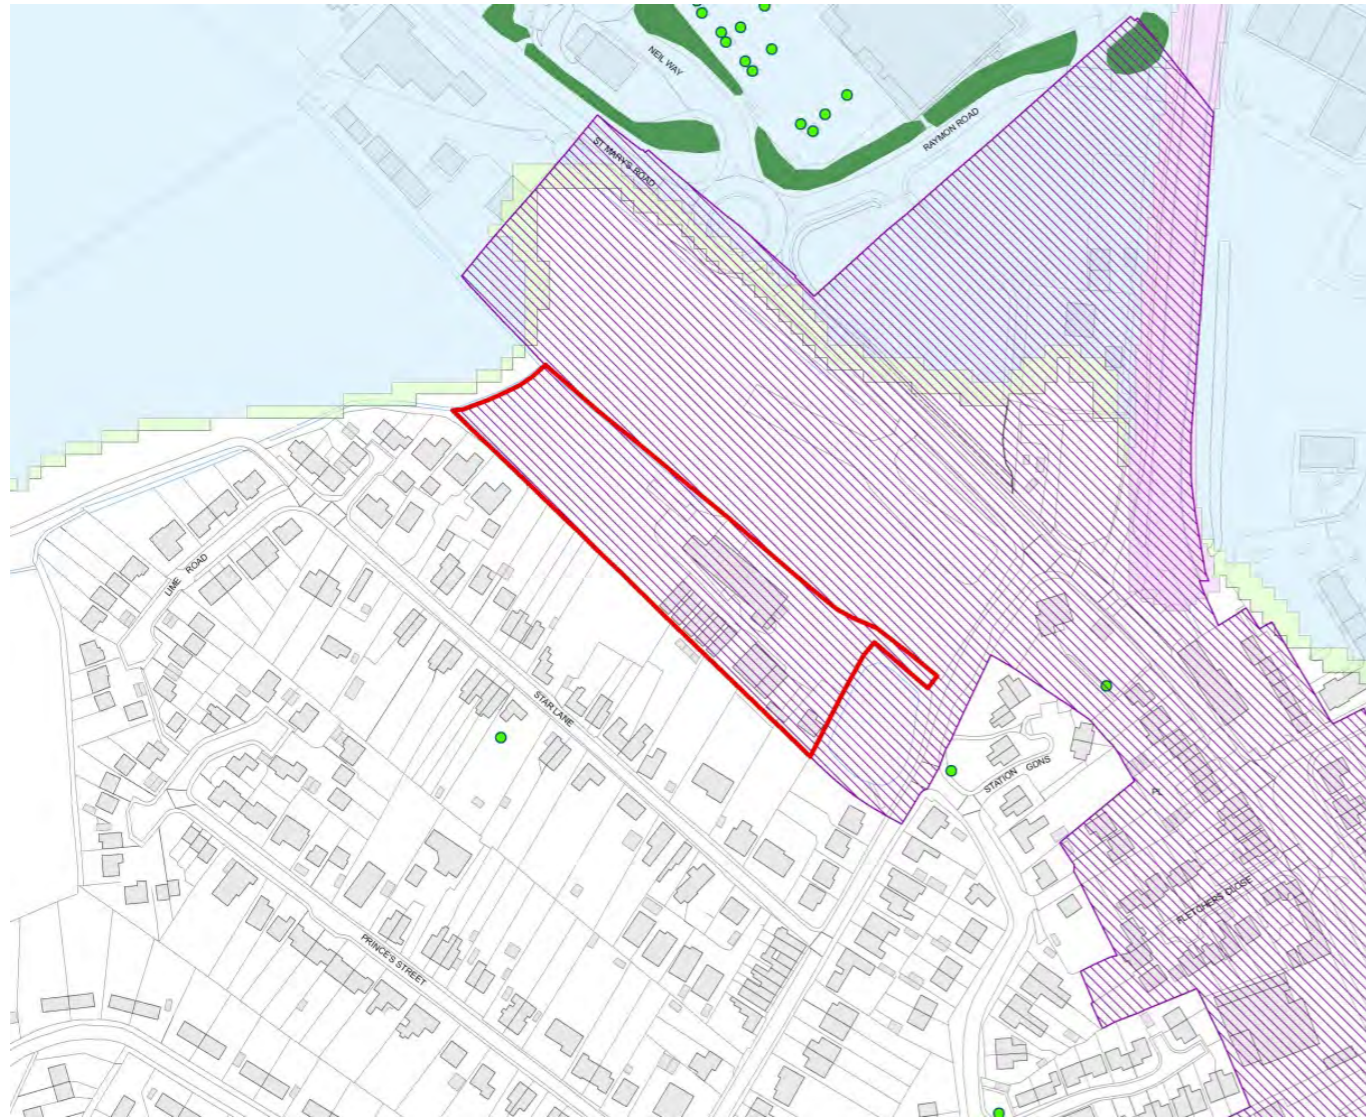 NEIL WAY
RAYMON ROAD
ST MARY'S ROAD
LIME ROAD
STAR LANE
STATION GDNS
FLETCHERS CLOSE
PRINCE'S STREET